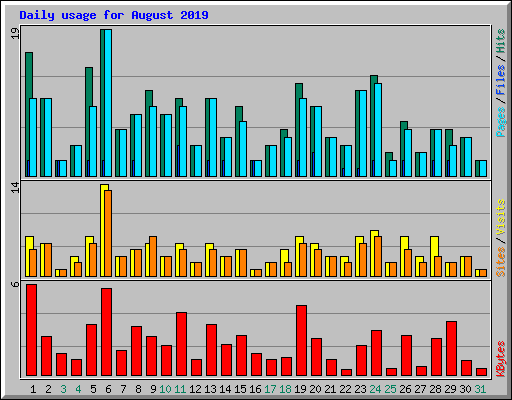 Daily usage for August 2019
19
14
6
Pages / Files / Hits
Sites / Visits
KBytes
1 2 3 4 5 6 7 8 9 10 11 12 13 14 15 16 17 18 19 20 21 22 23 24 25 26 27 28 29 30 31